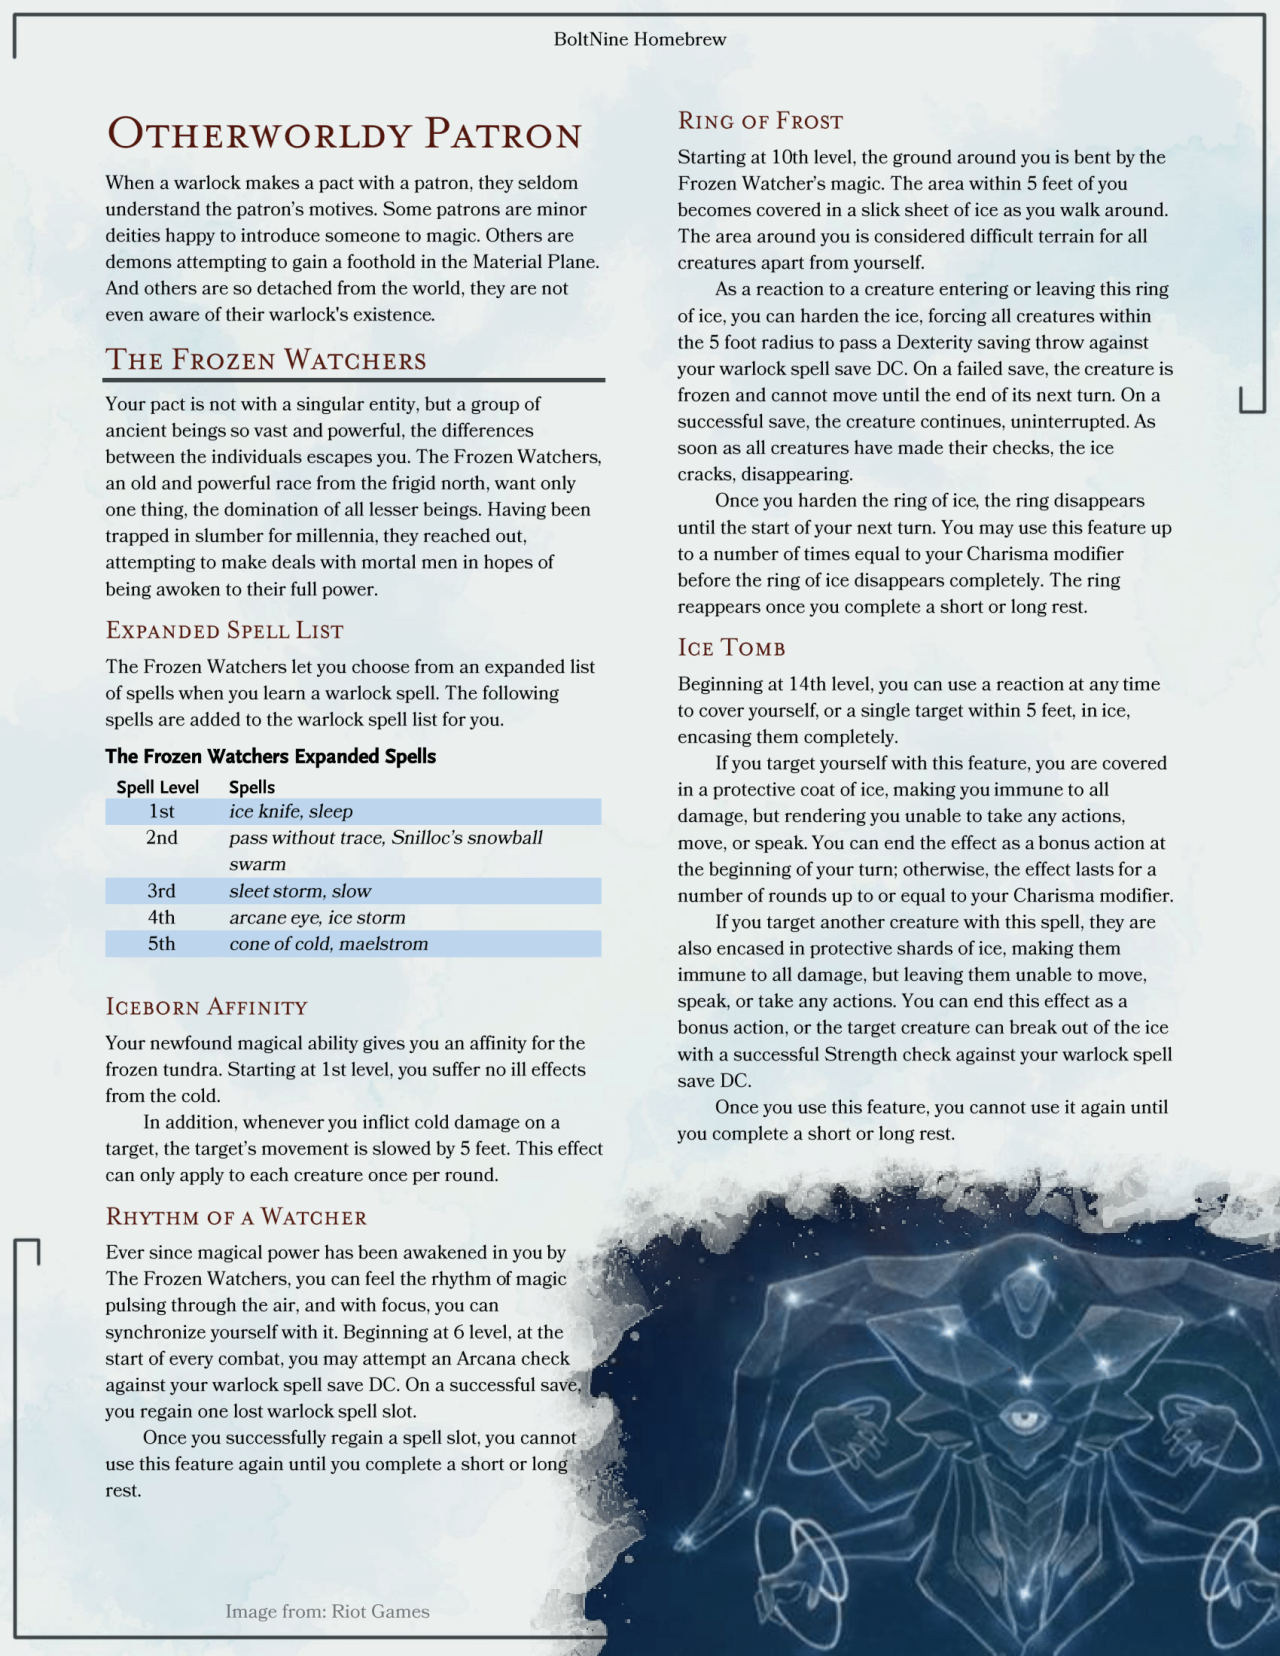 BoltNine Homebrew
Otherworldy Patron
When a warlock makes a pact with a patron, they seldom
understand the patron's motives. Some patrons are minor
deities happy to introduce someone to magic. Others are
demons attempting to gain a foothold in the Material Plane.
And others are so detached from the world, they are not
even aware of their warlock's existence.
The Frozen Watchers
Your pact is not with a singular entity, but a group of
ancient beings so vast and powerful, the differences
between the individuals escapes you. The Frozen Watchers,
an old and powerful race from the frigid north, want only
one thing, the domination of all lesser beings. Having been
trapped in slumber for millennia, they reached out,
attempting to make deals with mortal men in hopes of
being awoken to their full power.
Expanded Spell List
The Frozen Watchers let you choose from an expanded list
of spells when you learn a warlock spell. The following
spells are added to the warlock spell list for you.
The Frozen Watchers Expanded Spells
Spell Level Spells
1st ice knife, sleep
2nd pass without trace, Snilloc's snowball
swarm
3rd sleet storm, slow
4th arcane eye, ice storm
5th cone of cold, maelstrom
Iceborn Affinity
Your newfound magical ability gives you an affinity for the
frozen tundra. Starting at 1st level, you suffer no ill effects
from the cold.
In addition, whenever you inflict cold damage on a
target, the target's movement is slowed by 5 feet. This effect
can only apply to each creature once per round.
Rhythm of a Watcher
Ever since magical power has been awakened in you by
The Frozen Watchers, you can feel the rhythm of magic
pulsing through the air, and with focus, you can
synchronize yourself with it. Beginning at 6 level, at the
start of every combat, you may attempt an Arcana check
against your warlock spell save DC. On a successful save,
you regain one lost warlock spell slot.
Once you successfully regain a spell slot, you cannot
use this feature again until you complete a short or long
rest.
Ring of Frost
Starting at 10th level, the ground around you is bent by the
Frozen Watcher's magic. The area within 5 feet of you
becomes covered in a slick sheet of ice as you walk around.
The area around you is considered difficult terrain for all
creatures apart from yourself.
As a reaction to a creature entering or leaving this ring
of ice, you can harden the ice, forcing all creatures within
the 5 foot radius to pass a Dexterity saving throw against
your warlock spell save DC. On a failed save, the creature is
frozen and cannot move until the end of its next turn. On a
successful save, the creature continues, uninterrupted. As
soon as all creatures have made their checks, the ice
cracks, disappearing.
Once you harden the ring of ice, the ring disappears
until the start of your next turn. You may use this feature up
to a number of times equal to your Charisma modifier
before the ring of ice disappears completely. The ring
reappears once you complete a short or long rest.
Ice Tomb
Beginning at 14th level, you can use a reaction at any time
to cover yourself, or a single target within 5 feet, in ice,
encasing them completely.
If you target yourself with this feature, you are covered
in a protective coat of ice, making you immune to all
damage, but rendering you unable to take any actions,
move, or speak. You can end the effect as a bonus action at
the beginning of your turn; otherwise, the effect lasts for a
number of rounds up to or equal to your Charisma modifier.
If you target another creature with this spell, they are
also encased in protective shards of ice, making them
immune to all damage, but leaving them unable to move,
speak, or take any actions. You can end this effect as a
bonus action, or the target creature can break out of the ice
with a successful Strength check against your warlock spell
save DC.
Once you use this feature, you cannot use it again until
you complete a short or long rest.
Image from: Riot Games